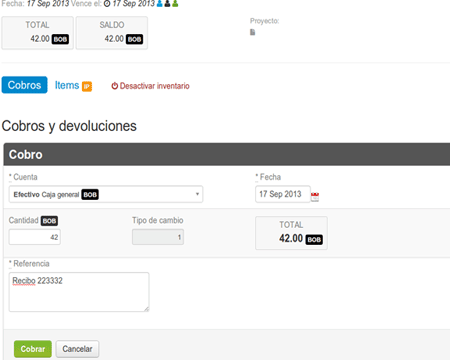 Fecha: 17 Sep 2013 Vence el: 17 Sep 2013
Proyecto:
TOTAL SALDO
42.00 BOB 42.00 BOB
Cobros Items IP Desactivar inventario
Cobros y devoluciones
Cobro
* Cuenta * Fecha
Efectivo Caja general BOB 17 Sep 2013
Cantidad BOB Tipo de cambio TOTAL
42 1 42.00 BOB
* Referencia
Recibo 223332
Cobrar Cancelar